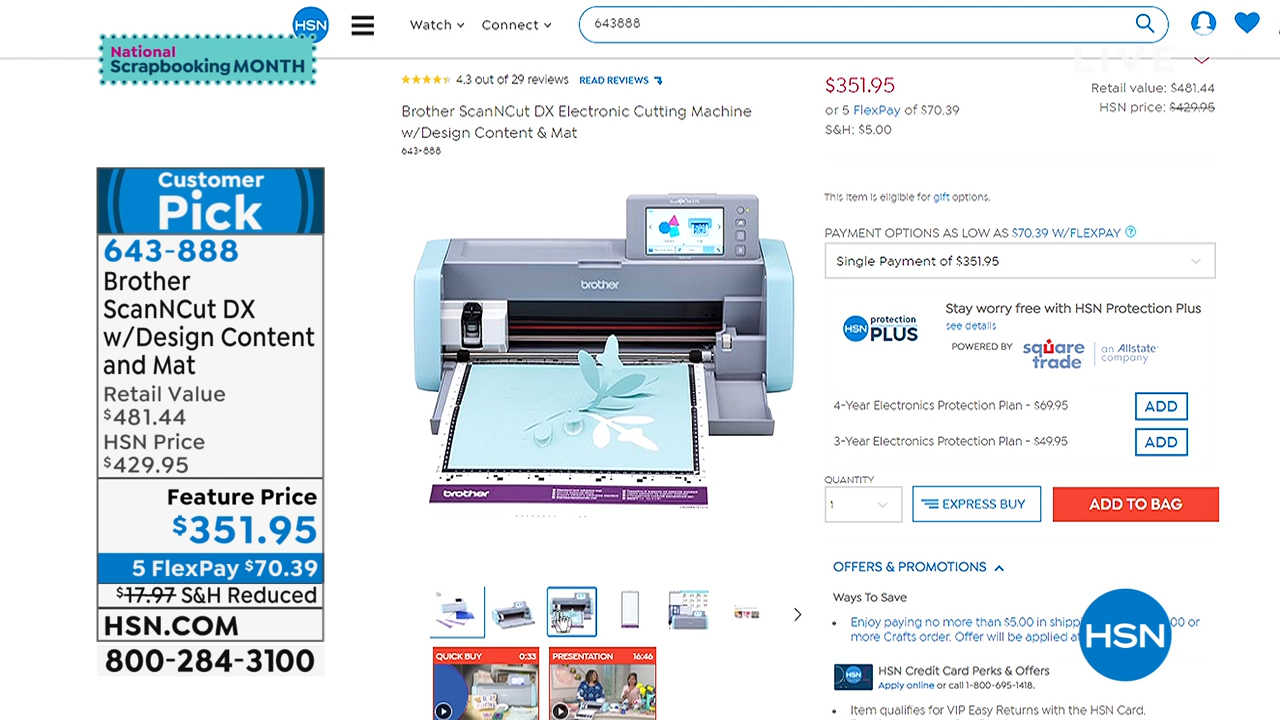 HSN
Watch
Connect
643888
National
Scrapbooking MONTH
LIVE
4.3 out of 29 reviews
READ REVIEWS
Brother ScanNCut DX Electronic Cutting Machine
w/Design Content & Mat
643-888
$351.95
or 5 FlexPay of $70.39
S&H: $5.00
Retail value: $481.44
HSN price: $429.95
Customer
Pick
643-888
Brother
ScanNCut DX
w/Design Content
and Mat
Retail Value
$481.44
HSN Price
$429.95
Feature Price
$351.95
5 FlexPay $70.39
$17.97 S&H Reduced
HSN.COM
800-284-3100
brother
brother
This item is eligible for gift options.
PAYMENT OPTIONS AS LOW AS $70.39 W/FLEXPAY ?
Single Payment of $351.95
HSN protection
PLUS
Stay worry free with HSN Protection Plus
see details
POWERED BY
square
trade
an Allstate
company
4-Year Electronics Protection Plan - $69.95
ADD
3-Year Electronics Protection Plan - $49.95
ADD
QUANTITY
1
EXPRESS BUY
ADD TO BAG
OFFERS & PROMOTIONS
Ways To Save
Enjoy paying no more than $5.00 in shipp
00 or
more Crafts order. Offer will be applied at
HSN
HSN
HSN Credit Card Perks & Offers
Apply online or call 1-800-695-1418.
Item qualifies for VIP Easy Returns with the HSN Card.
QUICK BUY 0:33
PRESENTATION 16:46